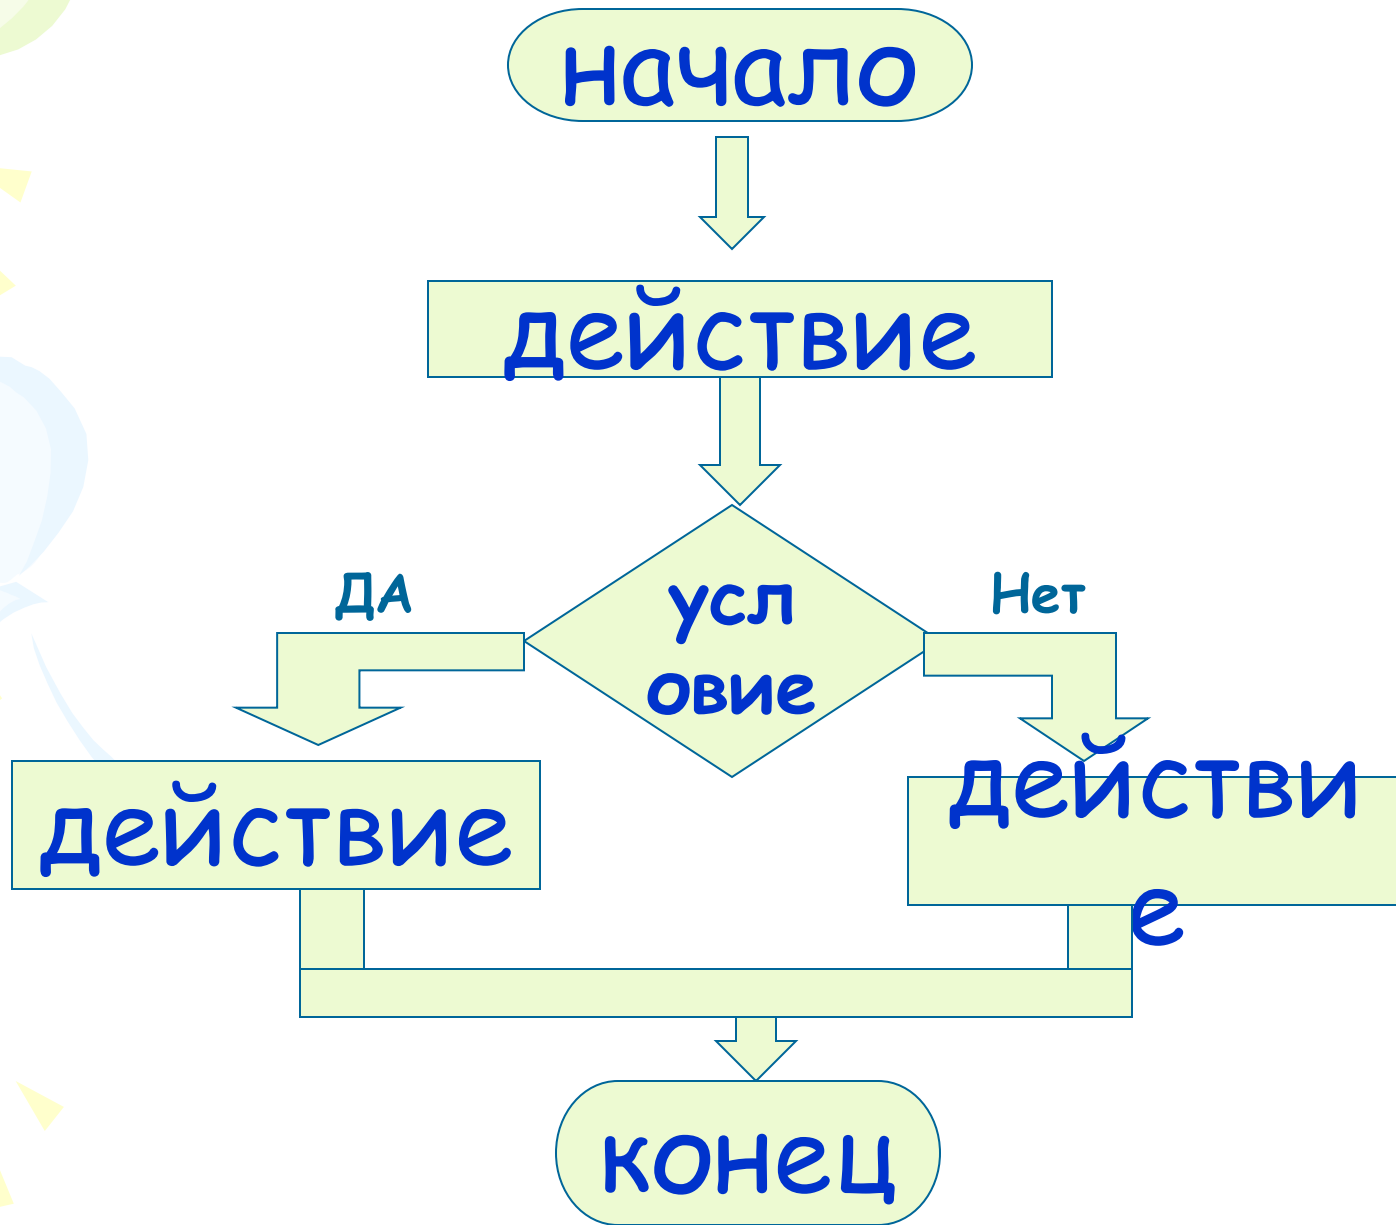 начало
действие
ДА
Нет
усл
овие
действие
действи
е
конец